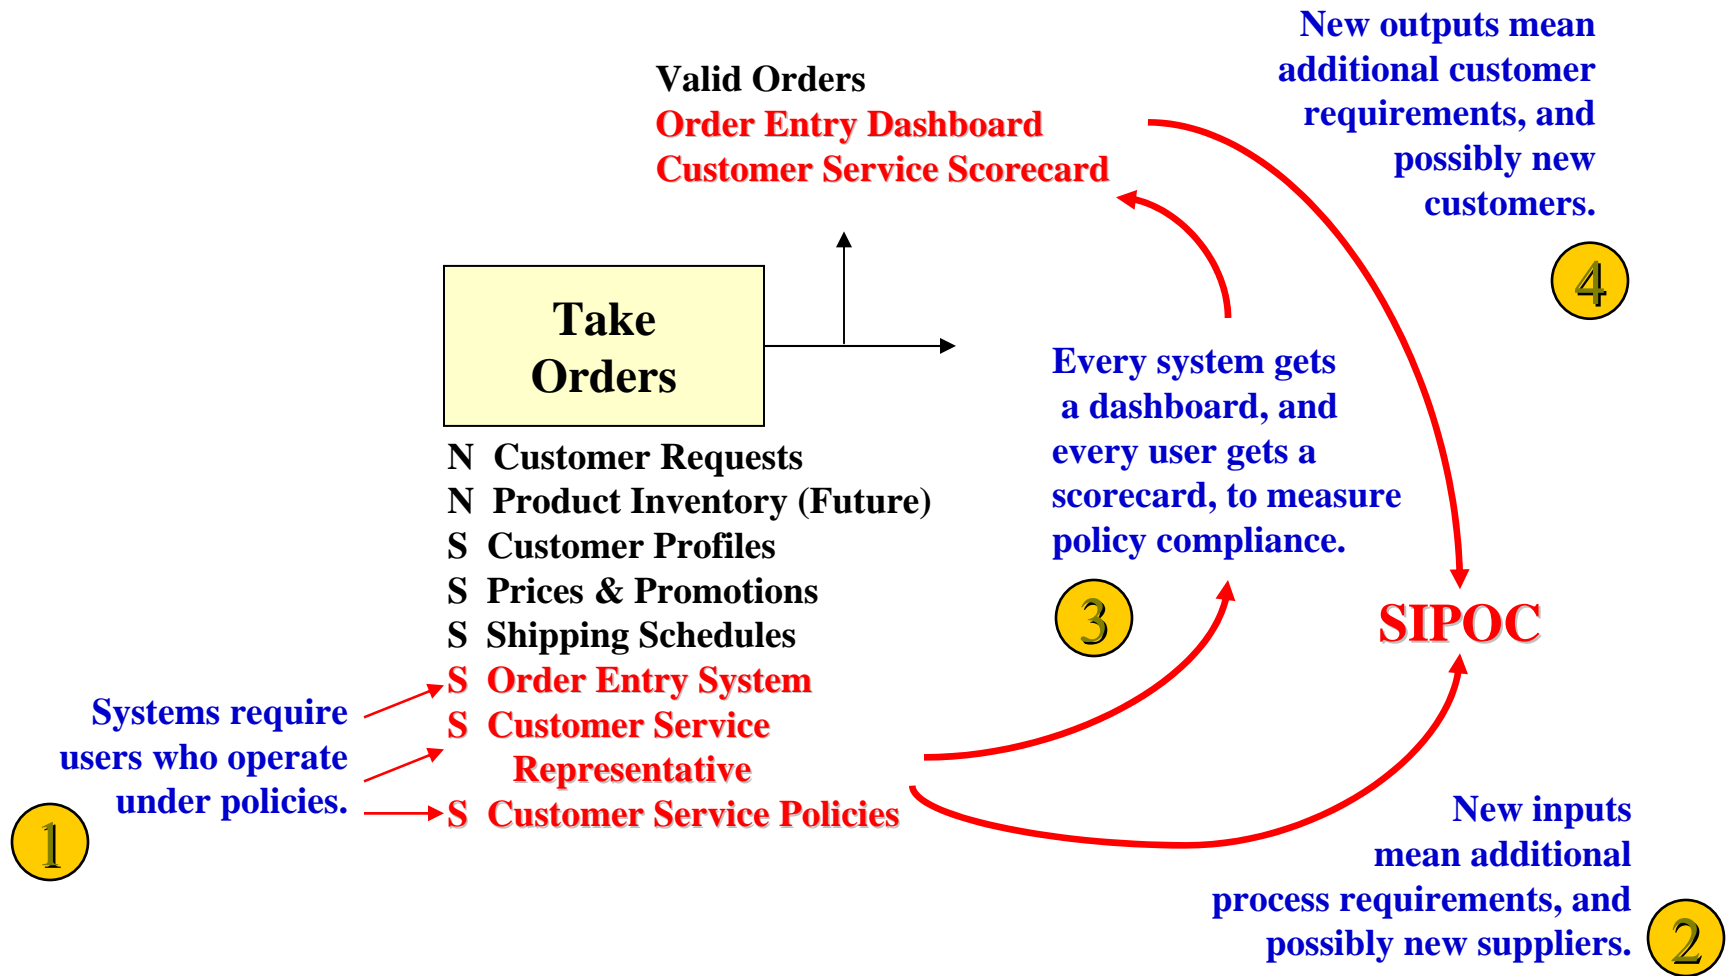 Valid Orders
Order Entry Dashboard
Customer Service Scorecard
New outputs mean
additional customer
requirements, and
possibly new
customers.
4
Take
Orders
N Customer Requests
N Product Inventory (Future)
S Customer Profiles
S Prices & Promotions
S Shipping Schedules
S Order Entry System
S Customer Service
Representative
S Customer Service Policies
Every system gets
a dashboard, and
every user gets a
scorecard, to measure
policy compliance.
3
SIPOC
Systems require
users who operate
under policies.
1
New inputs
mean additional
process requirements, and
possibly new suppliers.
2